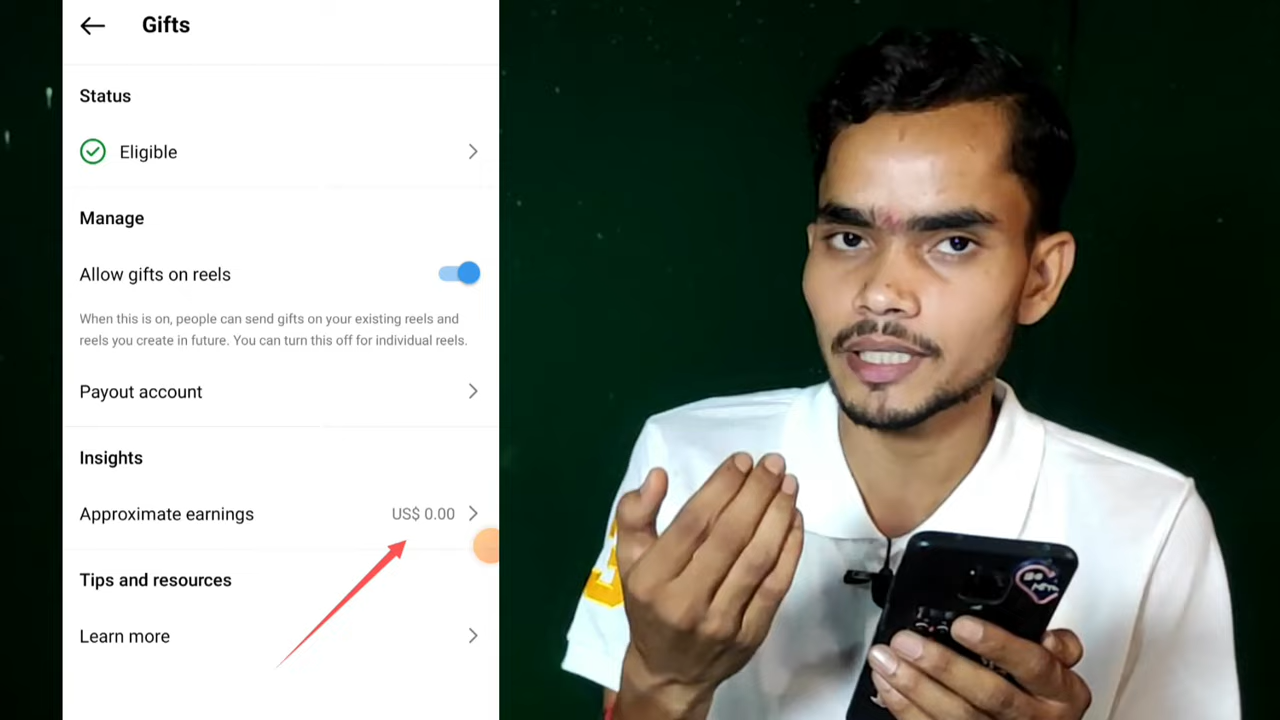 Gifts
Status
Eligible
Manage
Allow gifts on reels
When this is on, people can send gifts on your existing reels and
reels you create in future. You can turn this off for individual reels.
Payout account
Insights
Approximate earnings US$ 0.00
Tips and resources
Learn more
3